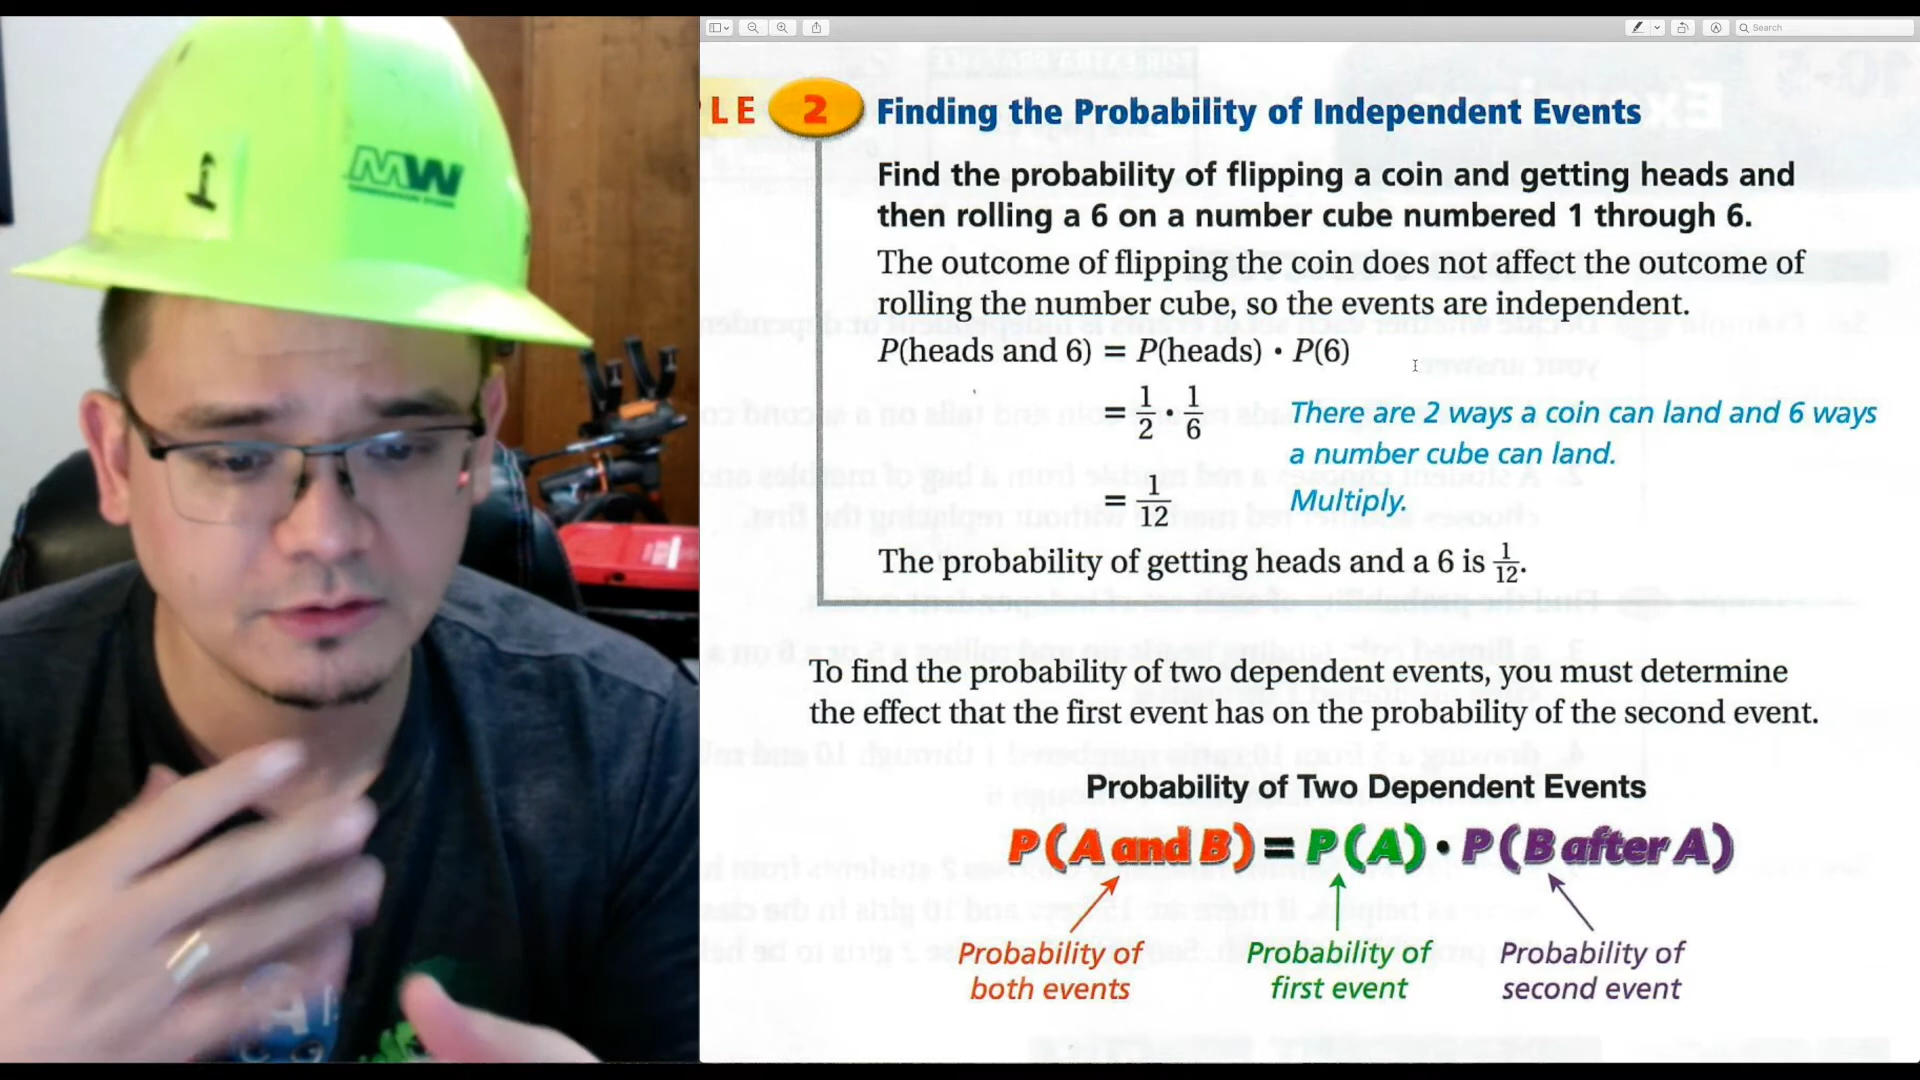 MW
Search
LE 2 Finding the Probability of Independent Events
Find the probability of flipping a coin and getting heads and
then rolling a 6 on a number cube numbered 1 through 6.
The outcome of flipping the coin does not affect the outcome of
rolling the number cube, so the events are independent.
P(heads and 6) = P(heads) · P(6)
= 1/2 · 1/6 There are 2 ways a coin can land and 6 ways
a number cube can land.
= 1/12 Multiply.
The probability of getting heads and a 6 is 1/12.
To find the probability of two dependent events, you must determine
the effect that the first event has on the probability of the second event.
Probability of Two Dependent Events
P(A and B) = P(A) · P(B after A)
Probability of both events
Probability of first event
Probability of second event